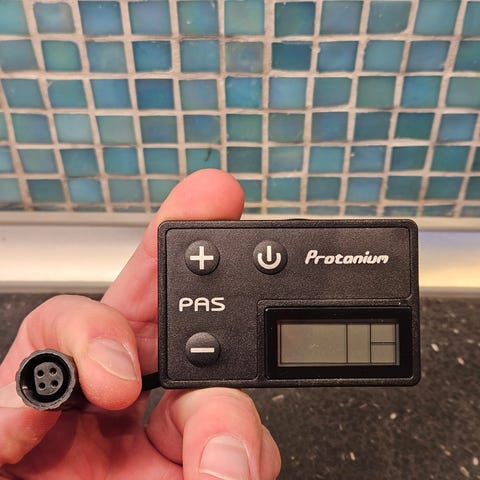 + Protanium
PAS
-